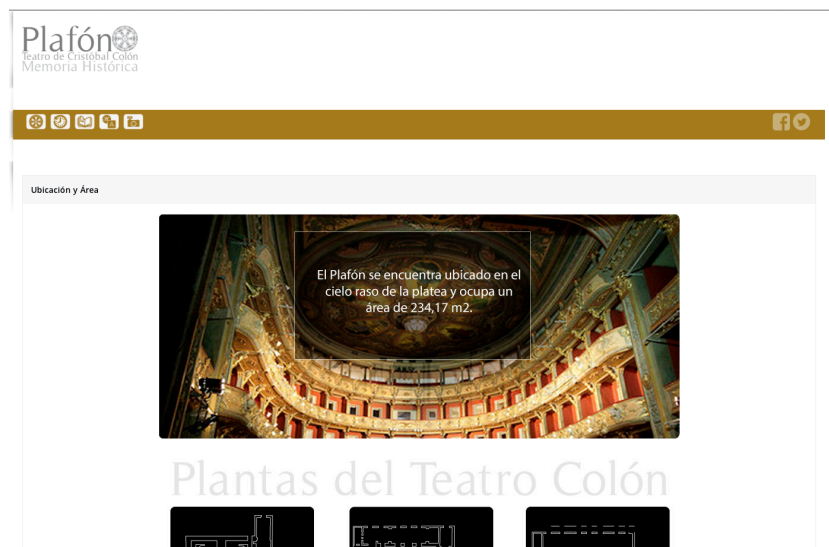 Plafón
Teatro de Cristóbal Colón
Memoria Histórica
Ubicación y Área
El Plafón se encuentra ubicado en el
cielo raso de la platea y ocupa un
área de 234,17 m2.
Plantas del Teatro Colón